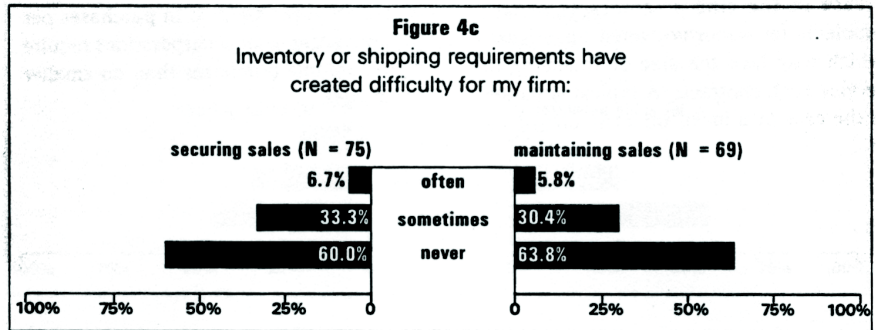 Figure 4c
Inventory or shipping requirements have
created difficulty for my firm:
securing sales (N = 75)
maintaining sales (N = 69)
6.7% often 5.8%
33.3% sometimes 30.4%
60.0% never 63.8%
100% 75% 50% 25% 0 0 25% 50% 75% 100%